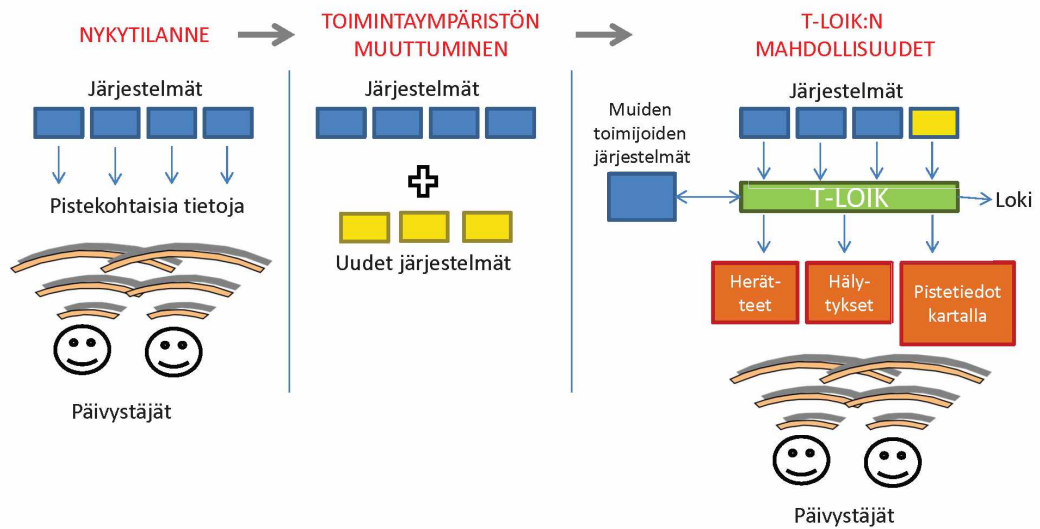 NYKYTILANNE
Järjestelmät
Pistekohtaisia tietoja
Päivystäjät
TOIMINTAYMPÄRISTÖN
MUUTTUMINEN
Järjestelmät
Uudet järjestelmät
T-LOIK:N
MAHDOLLISUUDET
Järjestelmät
Muiden
toimijoiden
järjestelmät
T-LOIK
Loki
Herät-
teet
Häly-
tykset
Pistetiedot
kartalla
Päivystäjät